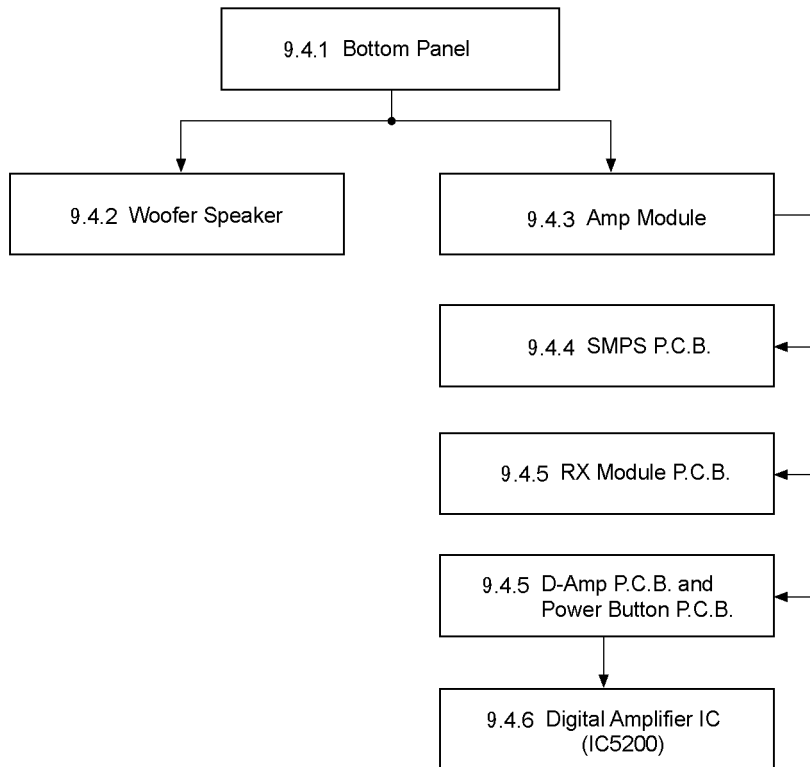 9.4.1 Bottom Panel
9.4.2 Woofer Speaker
9.4.3 Amp Module
9.4.4 SMPS P.C.B.
9.4.5 RX Module P.C.B.
9.4.5 D-Amp P.C.B. and
Power Button P.C.B.
9.4.6 Digital Amplifier IC
(IC5200)